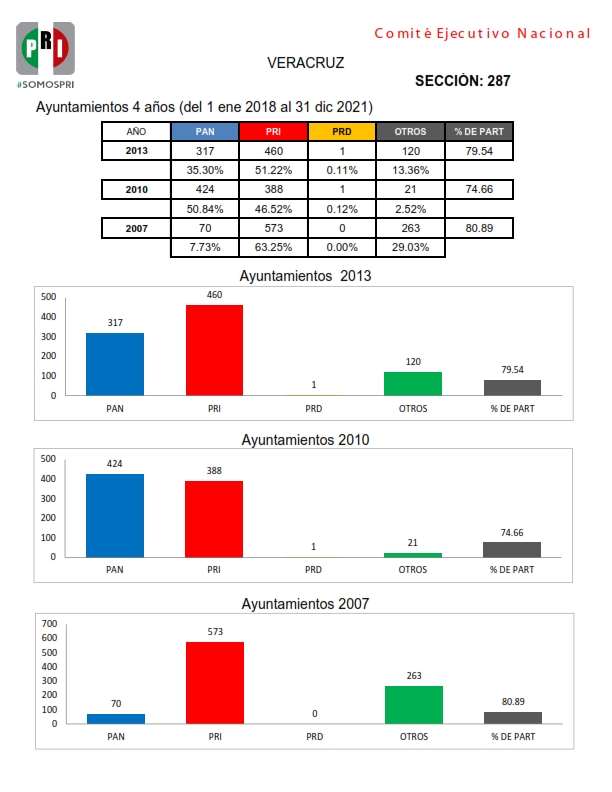 Comité Ejecutivo Nacional
PRI
#SOMOSPRI
VERACRUZ
SECCIÓN: 287
Ayuntamientos 4 años (del 1 ene 2018 al 31 dic 2021)
AÑO PAN PRI PRD OTROS % DE PART
2013 317 460 1 120 79.54
35.30% 51.22% 0.11% 13.36%
2010 424 388 1 21 74.66
50.84% 46.52% 0.12% 2.52%
2007 70 573 0 263 80.89
7.73% 63.25% 0.00% 29.03%
Ayuntamientos 2013
500
400
300
200
100
0
317 460 1 120 79.54
PAN PRI PRD OTROS % DE PART
Ayuntamientos 2010
500
400
300
200
100
0
424 388 1 21 74.66
PAN PRI PRD OTROS % DE PART
Ayuntamientos 2007
700
600
500
400
300
200
100
0
70 573 0 263 80.89
PAN PRI PRD OTROS % DE PART